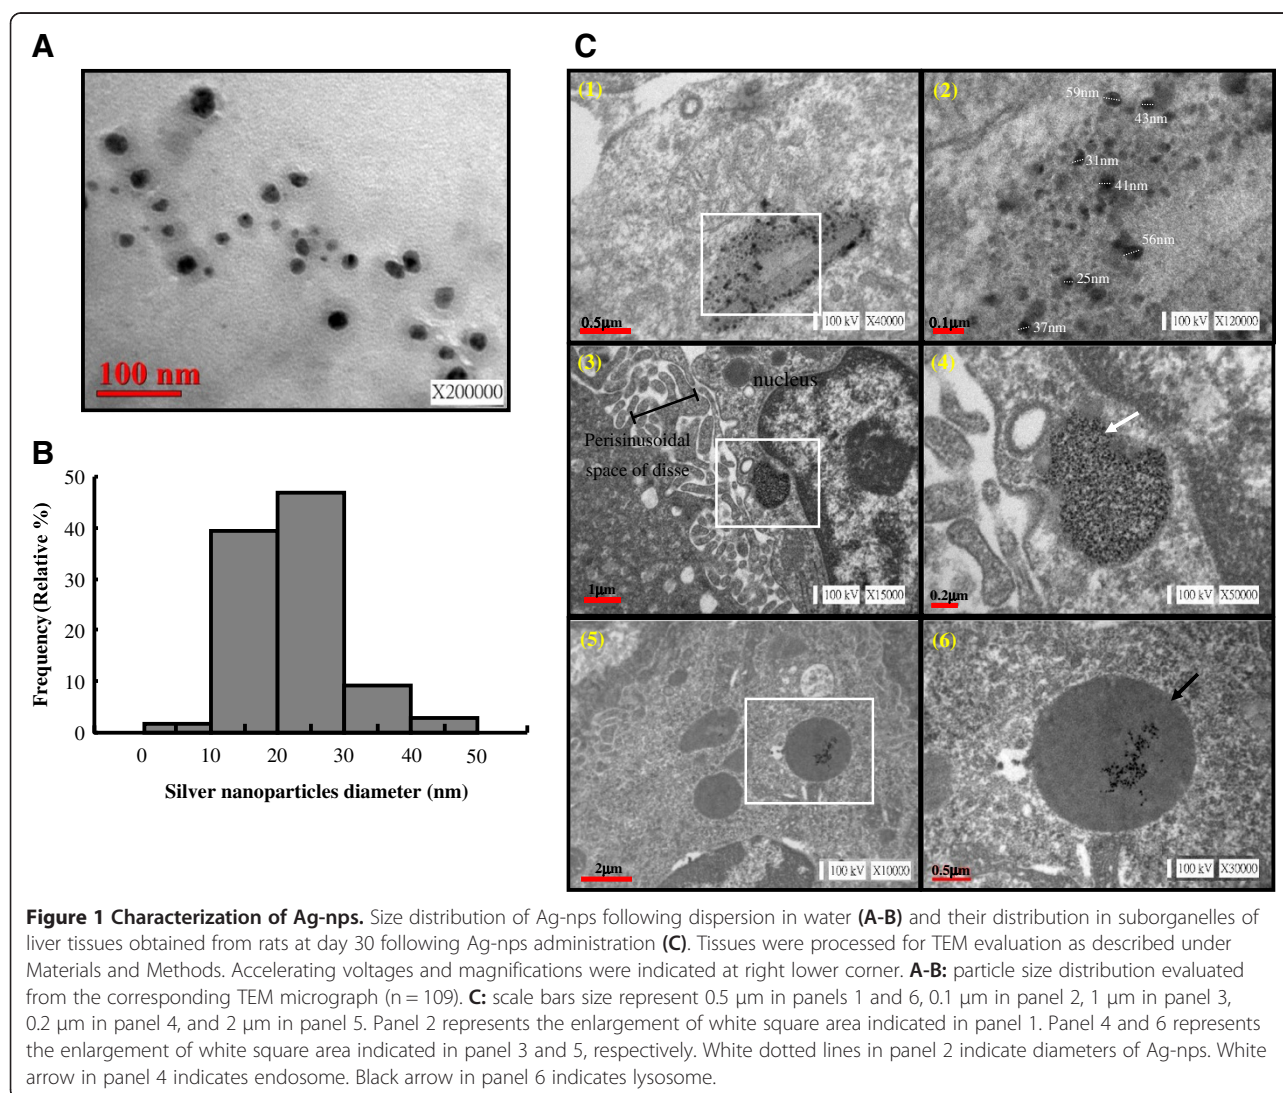 A
X200000
100 nm
B
50
40
30
20
10
0
Frequency (Relative %)
0 10 20 30 40 50
Silver nanoparticles diameter (nm)
C
(1)
0.5µm
100 kV X40000
(2)
59nm
43nm
31nm
41nm
56nm
25nm
37nm
0.1µm
100 kV X120000
(3)
nucleus
Perisinusoidal
space of disse
1µm
100 kV X15000
(4)
0.2µm
100 kV X50000
(5)
2µm
100 kV X10000
(6)
0.5µm
100 kV X30000
Figure 1 Characterization of Ag-nps. Size distribution of Ag-nps following dispersion in water (A-B) and their distribution in suborganelles of
liver tissues obtained from rats at day 30 following Ag-nps administration (C). Tissues were processed for TEM evaluation as described under
Materials and Methods. Accelerating voltages and magnifications were indicated at right lower corner. A-B: particle size distribution evaluated
from the corresponding TEM micrograph (n = 109). C: scale bars size represent 0.5 µm in panels 1 and 6, 0.1 µm in panel 2, 1 µm in panel 3,
0.2 µm in panel 4, and 2 µm in panel 5. Panel 2 represents the enlargement of white square area indicated in panel 1. Panel 4 and 6 represents
the enlargement of white square area indicated in panel 3 and 5, respectively. White dotted lines in panel 2 indicate diameters of Ag-nps. White
arrow in panel 4 indicates endosome. Black arrow in panel 6 indicates lysosome.